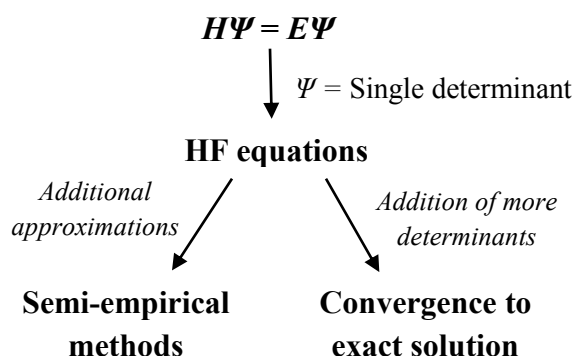 HΨ = EΨ
Ψ = Single determinant
HF equations
Additional
approximations
Addition of more
determinants
Semi-empirical
methods
Convergence to
exact solution